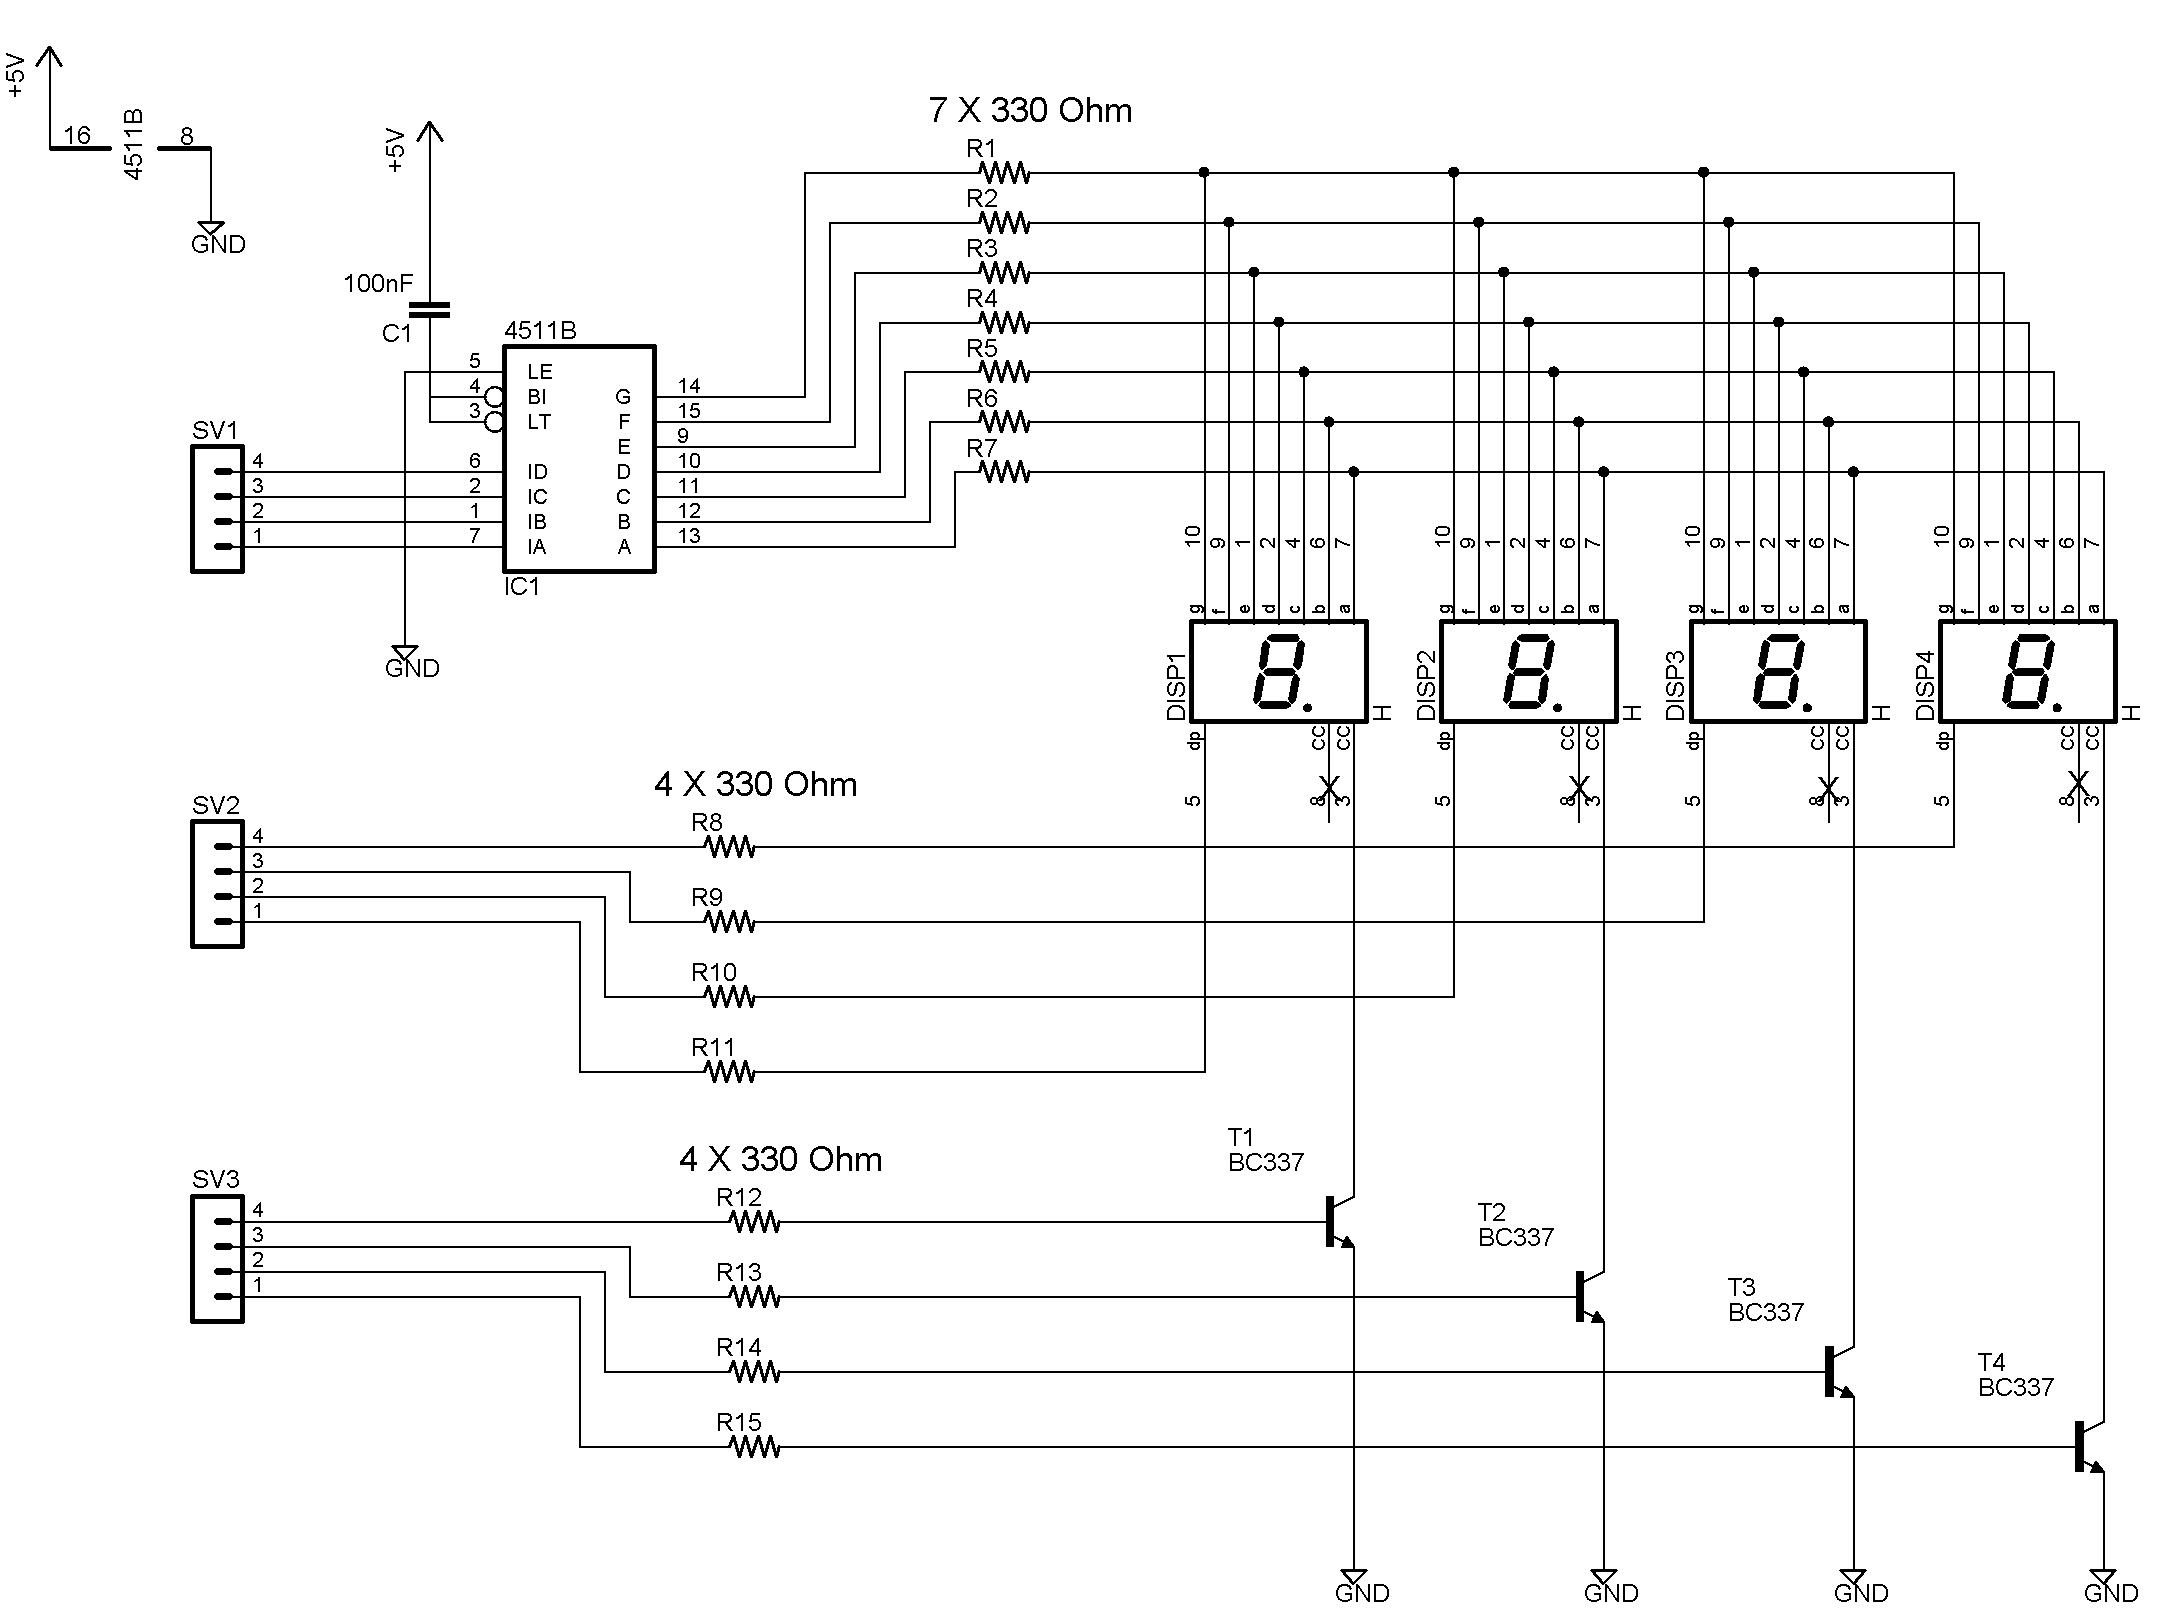 +5V
16
4511B
8
GND
+5V
100nF
C1
7 X 330 Ohm
R1
R2
R3
R4
R5
R6
R7
4511B
5 LE
4 BI
3 LT
6 ID
2 IC
1 IB
7 IA
G 14
F 15
E 9
D 10
C 11
B 12
A 13
IC1
GND
SV1
4
3
2
1
10 9 1 2 4 6 7
g f e d c b a
DISP1
H
dp CC CC
5 8 3
10 9 1 2 4 6 7
g f e d c b a
DISP2
H
dp CC CC
5 8 3
10 9 1 2 4 6 7
g f e d c b a
DISP3
H
dp CC CC
5 8 3
10 9 1 2 4 6 7
g f e d c b a
DISP4
H
dp CC CC
5 8 3
4 X 330 Ohm
SV2
4
3
2
1
R8
R9
R10
R11
4 X 330 Ohm
SV3
4
3
2
1
R12
R13
R14
R15
T1
BC337
T2
BC337
T3
BC337
T4
BC337
GND
GND
GND
GND